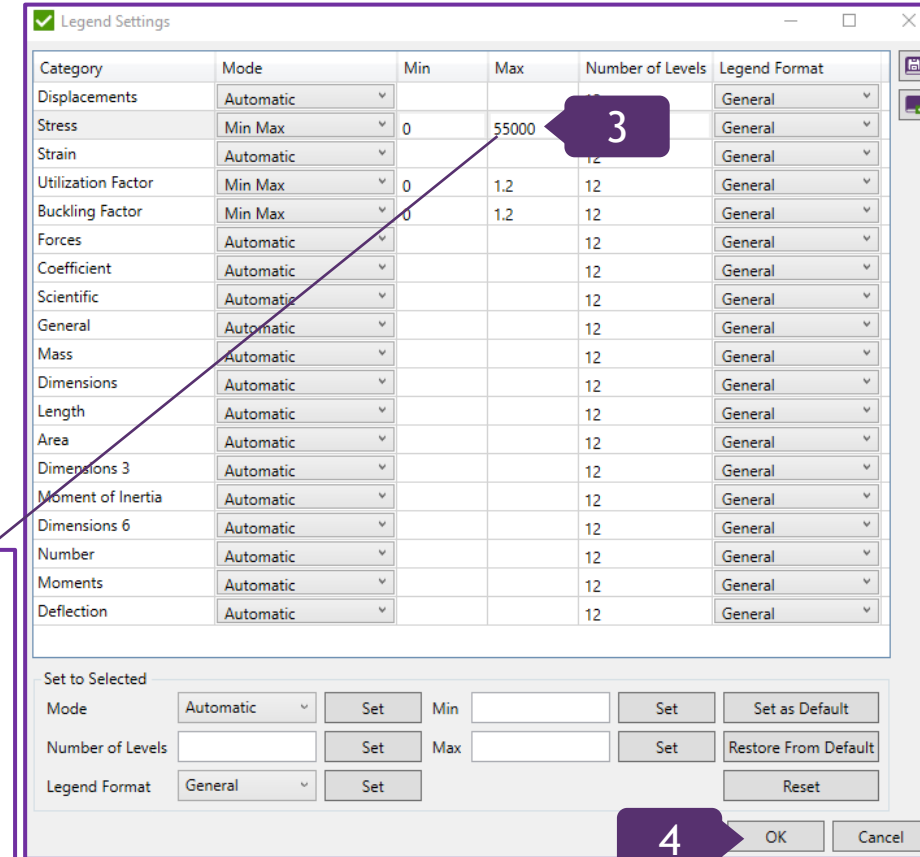 Legend Settings
Category Mode Min Max Number of Levels Legend Format
Displacements Automatic General
Stress Min Max 0 55000 3 General
Strain Automatic 12 General
Utilization Factor Min Max 0 1.2 12 General
Buckling Factor Min Max 0 1.2 12 General
Forces Automatic 12 General
Coefficient Automatic 12 General
Scientific Automatic 12 General
General Automatic 12 General
Mass Automatic 12 General
Dimensions Automatic 12 General
Length Automatic 12 General
Area Automatic 12 General
Dimensions 3 Automatic 12 General
Moment of Inertia Automatic 12 General
Dimensions 6 Automatic 12 General
Number Automatic 12 General
Moments Automatic 12 General
Deflection Automatic 12 General
Set to Selected
Mode Automatic Set Min Set Set as Default
Number of Levels Set Max Set Restore From Default
Legend Format General Set Reset
4 OK Cancel